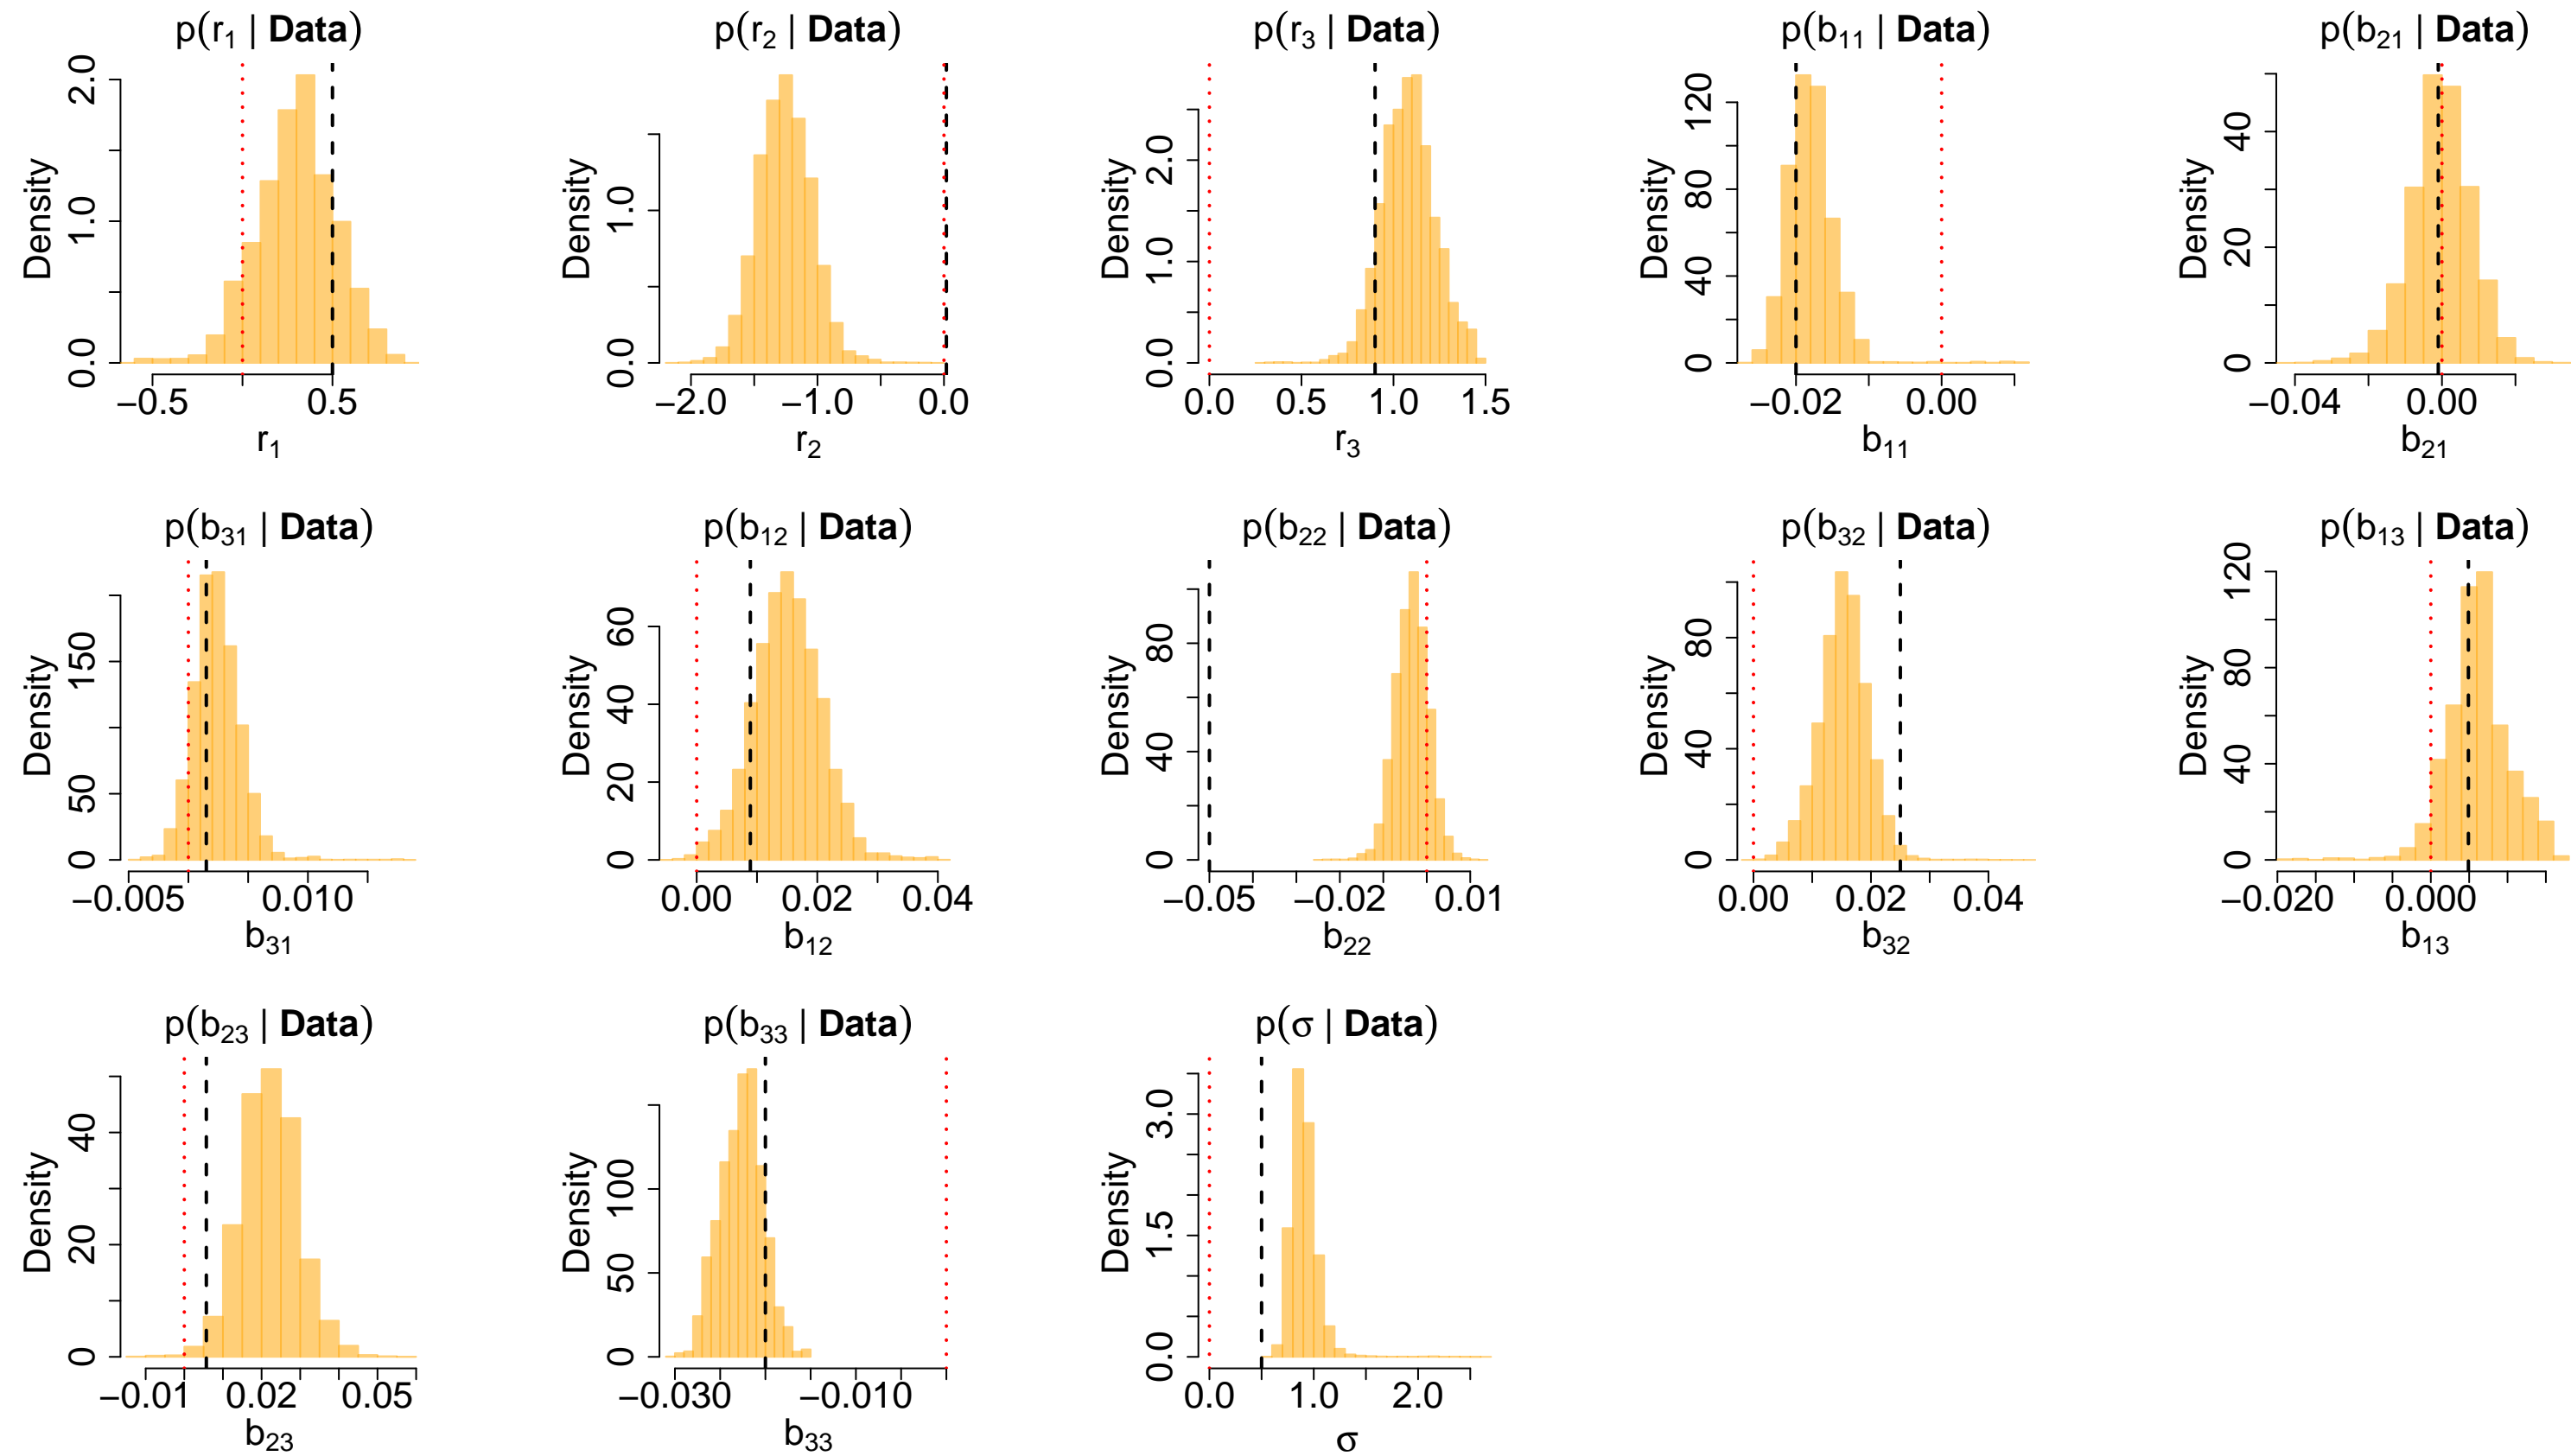 p(r₁ | Data) p(r₂ | Data) p(r₃ | Data) p(b₁₁ | Data) p(b₂₁ | Data)
Density 0.0 1.0 2.0 −0.5 0.5 r₁
Density 0.0 1.0 −2.0 −1.0 0.0 r₂
Density 0.0 1.0 2.0 0.0 0.5 1.0 1.5 r₃
Density 0 40 80 120 −0.02 0.00 b₁₁
Density 0 20 40 −0.04 0.00 b₂₁
p(b₃₁ | Data) p(b₁₂ | Data) p(b₂₂ | Data) p(b₃₂ | Data) p(b₁₃ | Data)
Density 0 50 150 −0.005 0.010 b₃₁
Density 0 20 40 60 0.00 0.02 0.04 b₁₂
Density 0 40 80 −0.05 −0.02 0.01 b₂₂
Density 0 40 80 0.00 0.02 0.04 b₃₂
Density 0 40 80 120 −0.020 0.000 b₁₃
p(b₂₃ | Data) p(b₃₃ | Data) p(σ | Data)
Density 0 20 40 −0.01 0.02 0.05 b₂₃
Density 0 50 100 −0.030 −0.010 b₃₃
Density 0.0 1.5 3.0 0.0 1.0 2.0 σ